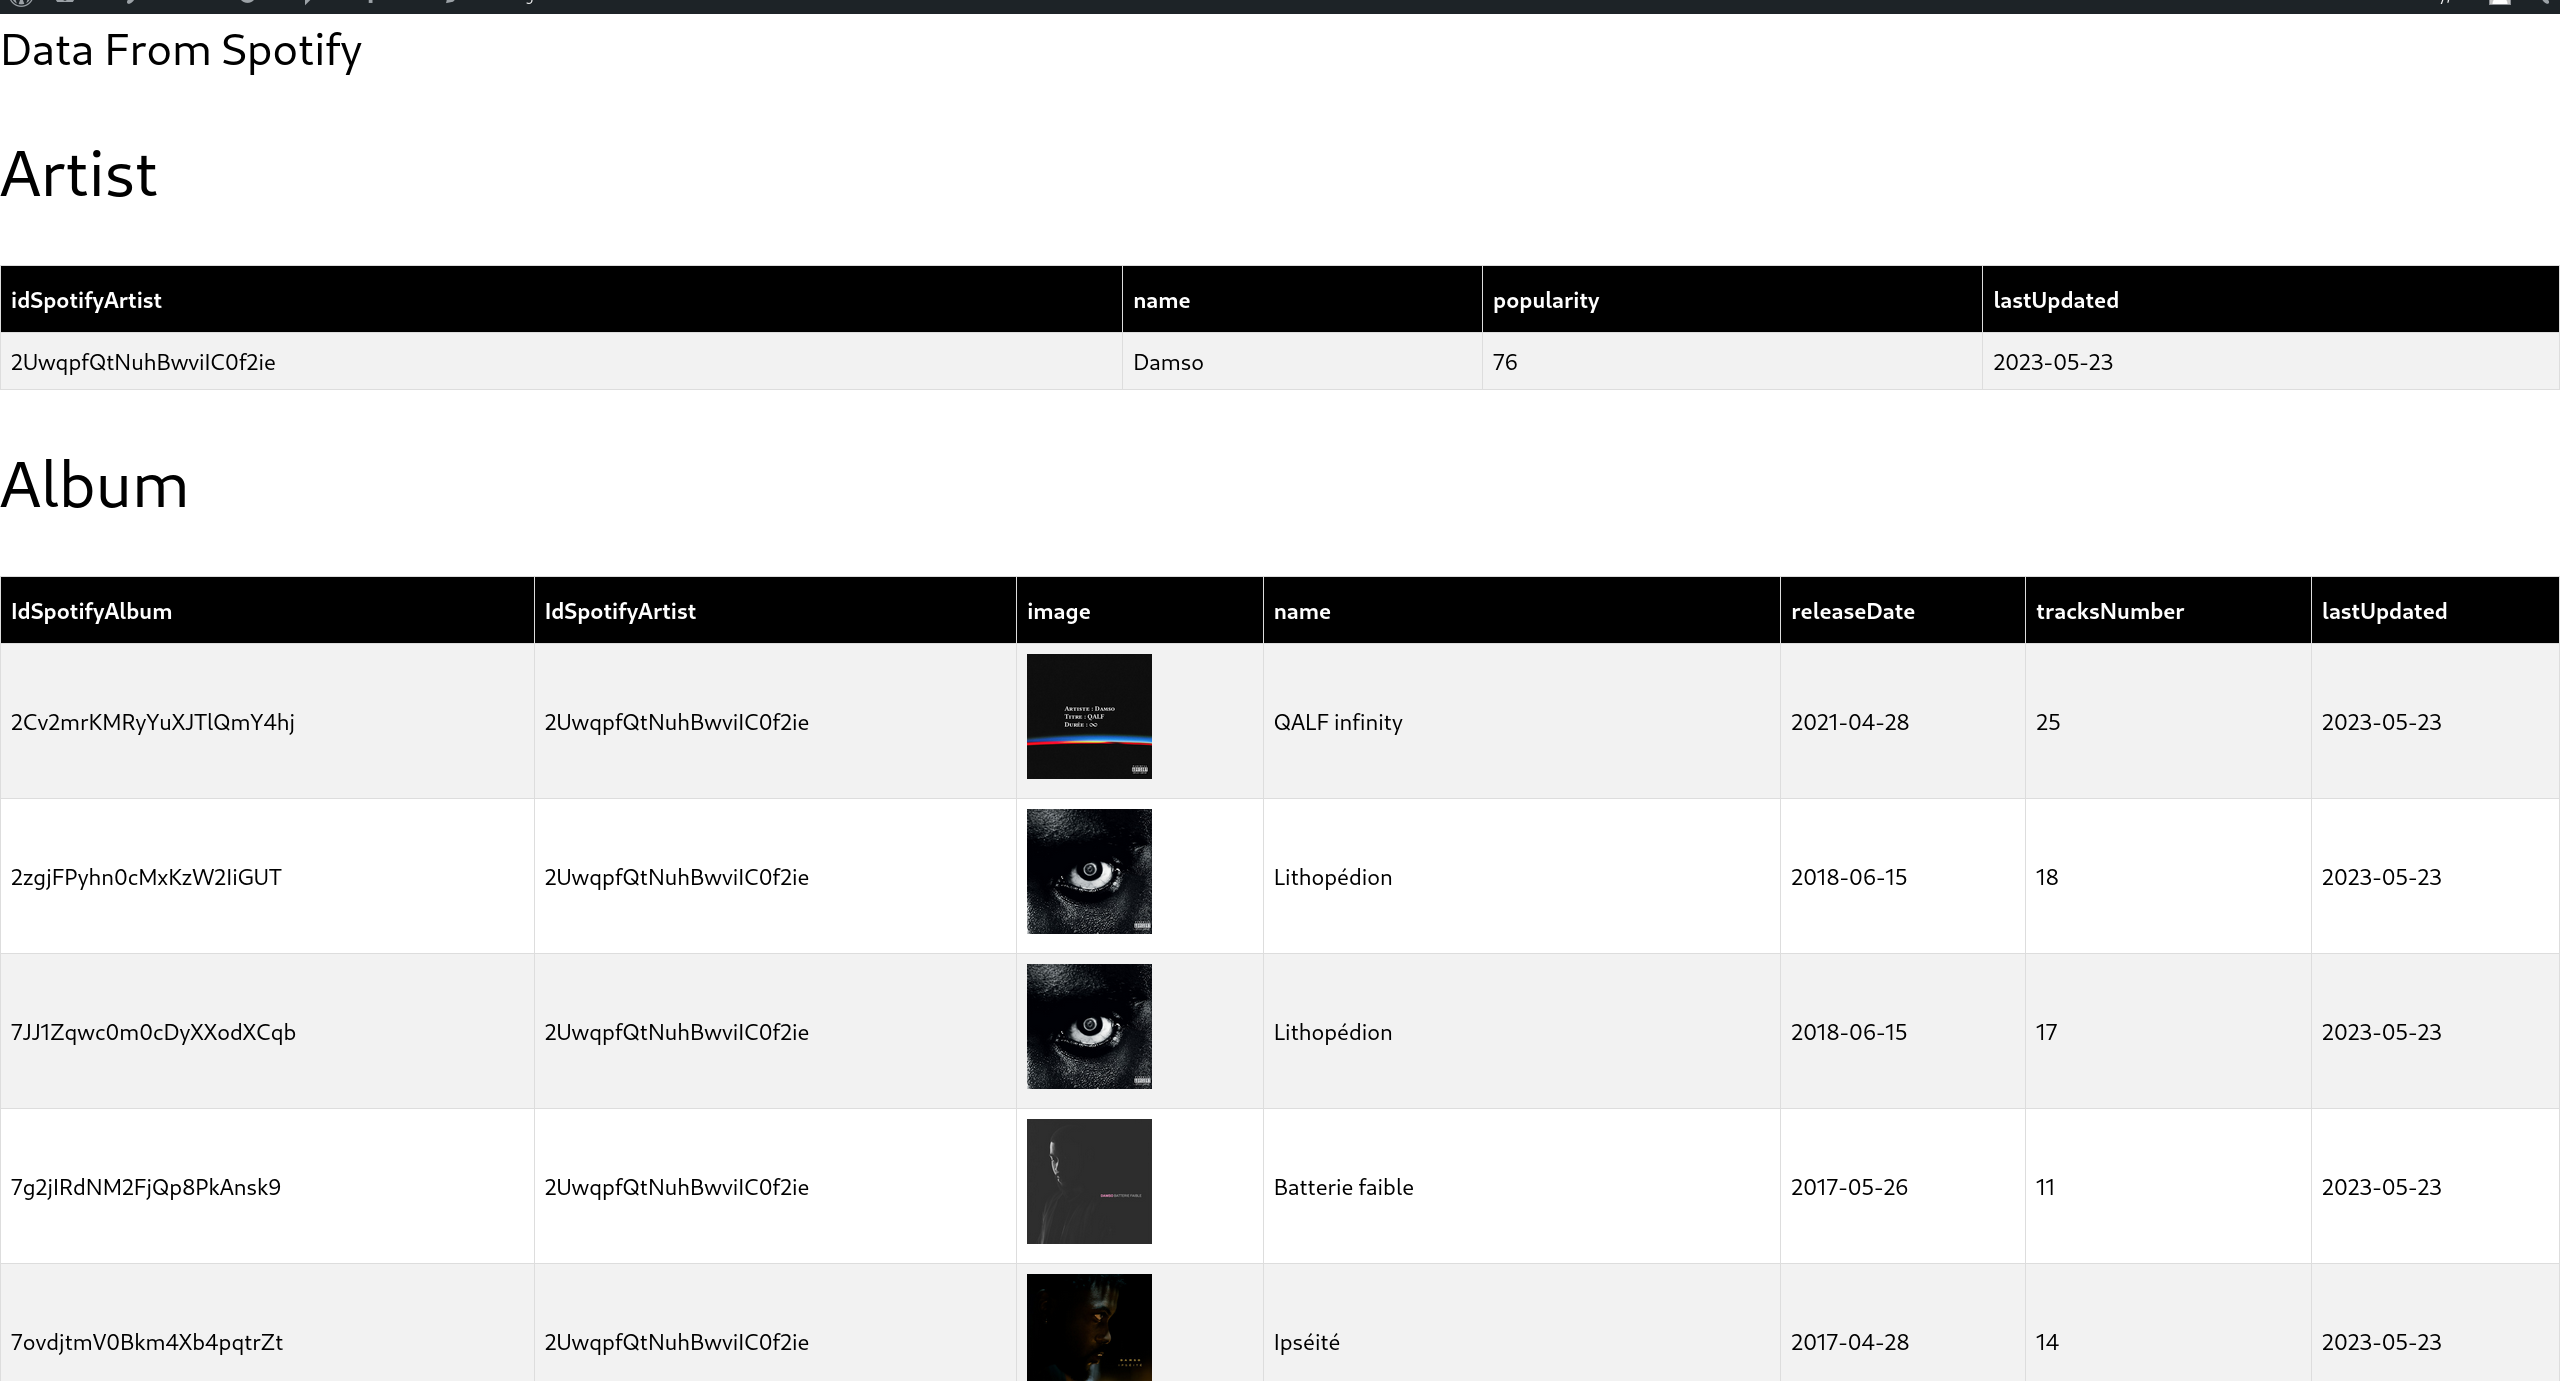 Data From Spotify
Artist
idSpotifyArtist name popularity lastUpdated
2UwqpfQtNuhBwviIC0f2ie Damso 76 2023-05-23
Album
IdSpotifyAlbum IdSpotifyArtist image name releaseDate tracksNumber lastUpdated
2Cv2mrKMRyYuXJTlQmY4hj 2UwqpfQtNuhBwviIC0f2ie QALF infinity 2021-04-28 25 2023-05-23
Artiste : Damso
Titre : QALF
Durée : ∞
2zgjFPyhn0cMxKzW2IiGUT 2UwqpfQtNuhBwviIC0f2ie Lithopédion 2018-06-15 18 2023-05-23
7JJ1Zqwc0m0cDyXXodXCqb 2UwqpfQtNuhBwviIC0f2ie Lithopédion 2018-06-15 17 2023-05-23
7g2jIRdNM2FjQp8PkAnsk9 2UwqpfQtNuhBwviIC0f2ie Batterie faible 2017-05-26 11 2023-05-23
7ovdjtmV0Bkm4Xb4pqtrZt 2UwqpfQtNuhBwviIC0f2ie Ipséité 2017-04-28 14 2023-05-23